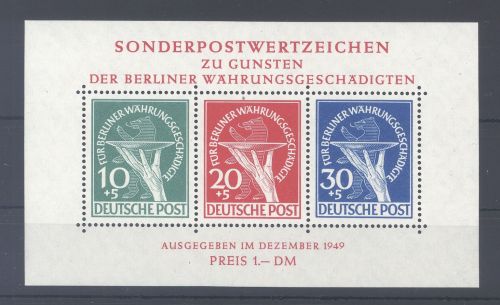 SONDERPOSTWERTZEICHEN
ZU GUNSTEN
DER BERLINER WÄHRUNGSGESCHÄDIGTEN
FÜR BERLINER WÄHRUNGSGESCHÄDIGTE
10
+5
DEUTSCHE POST
FÜR BERLINER WÄHRUNGSGESCHÄDIGTE
20
+5
DEUTSCHE POST
FÜR BERLINER WÄHRUNGSGESCHÄDIGTE
30
+5
DEUTSCHE POST
AUSGEGEBEN IM DEZEMBER 1949
PREIS 1.— DM